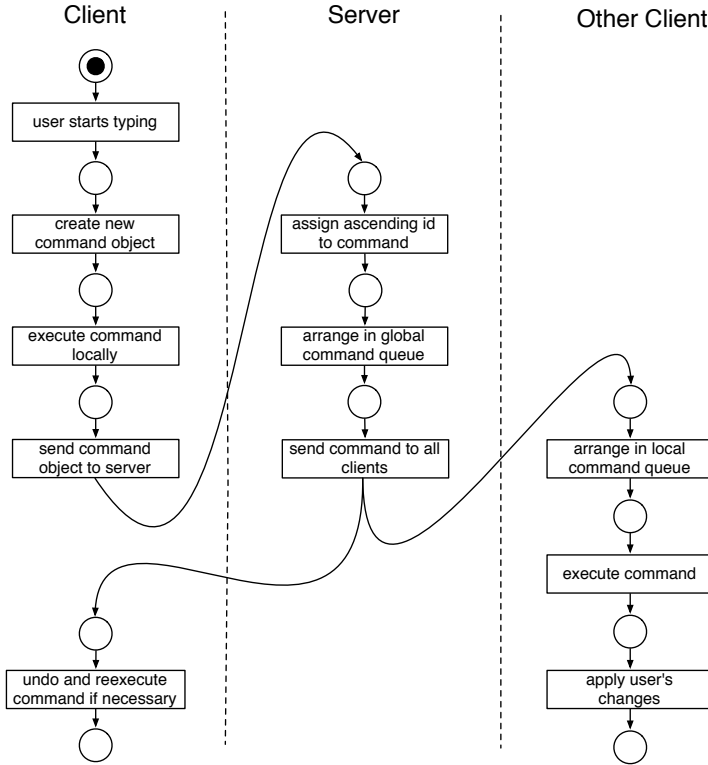 Client
Server
Other Client
user starts typing
create new
command object
execute command
locally
send command
object to server
undo and reexecute
command if necessary
assign ascending id
to command
arrange in global
command queue
send command to all
clients
arrange in local
command queue
execute command
apply user's
changes